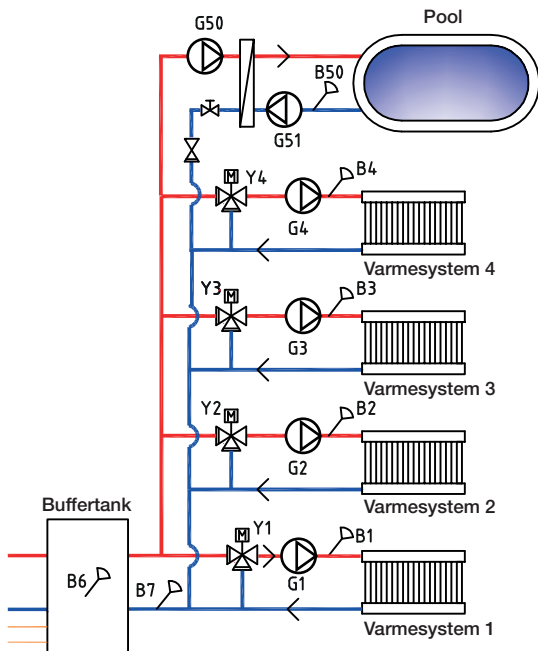 Pool
G50
B50
G51
M
Y4
B4
G4
Varmesystem 4
Y3
M
B3
G3
Varmesystem 3
Y2
M
B2
G2
Varmesystem 2
Buffertank
M
Y1
B1
B6
B7
G1
Varmesystem 1